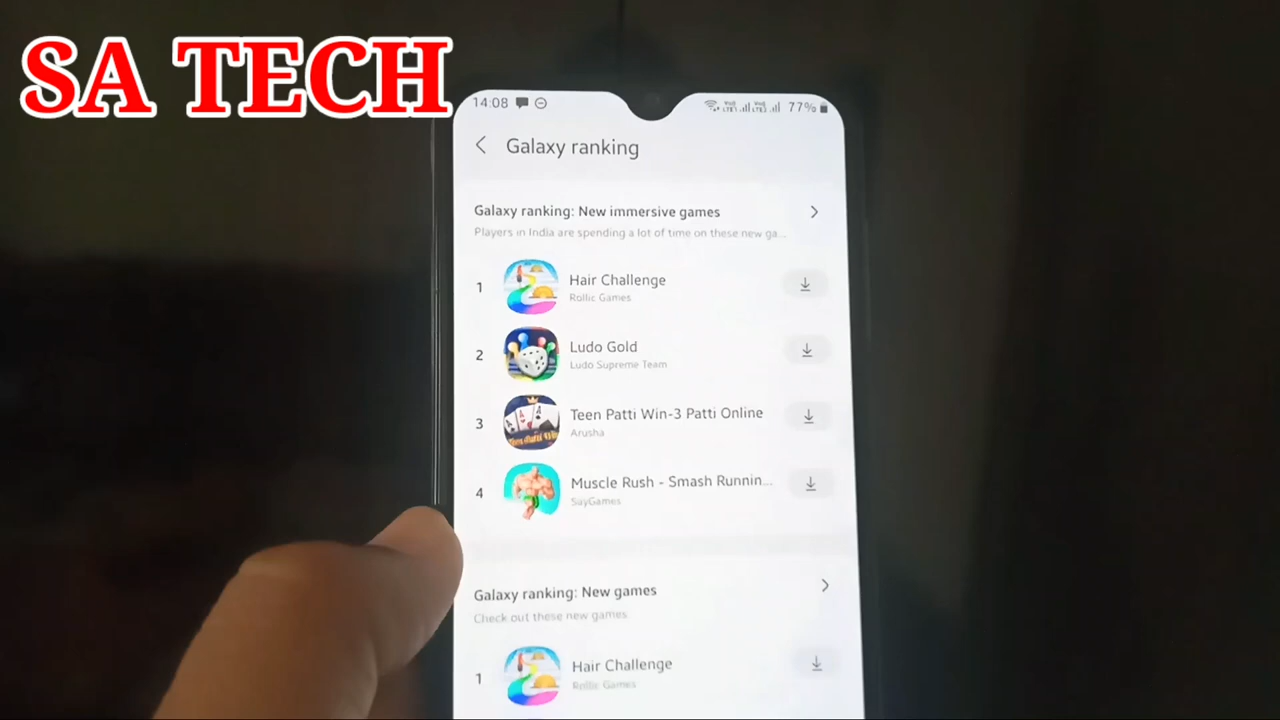 SA TECH
14:08
77%
Galaxy ranking
Galaxy ranking: New immersive games
Players in India are spending a lot of time on these new ga...
1
Hair Challenge
Rollic Games
2
Ludo Gold
Ludo Supreme Team
3
Teen Patti Win-3 Patti Online
Arusha
4
Muscle Rush - Smash Runnin...
SuyGames
Galaxy ranking: New games
Check out these new games
1
Hair Challenge
Rollic Games